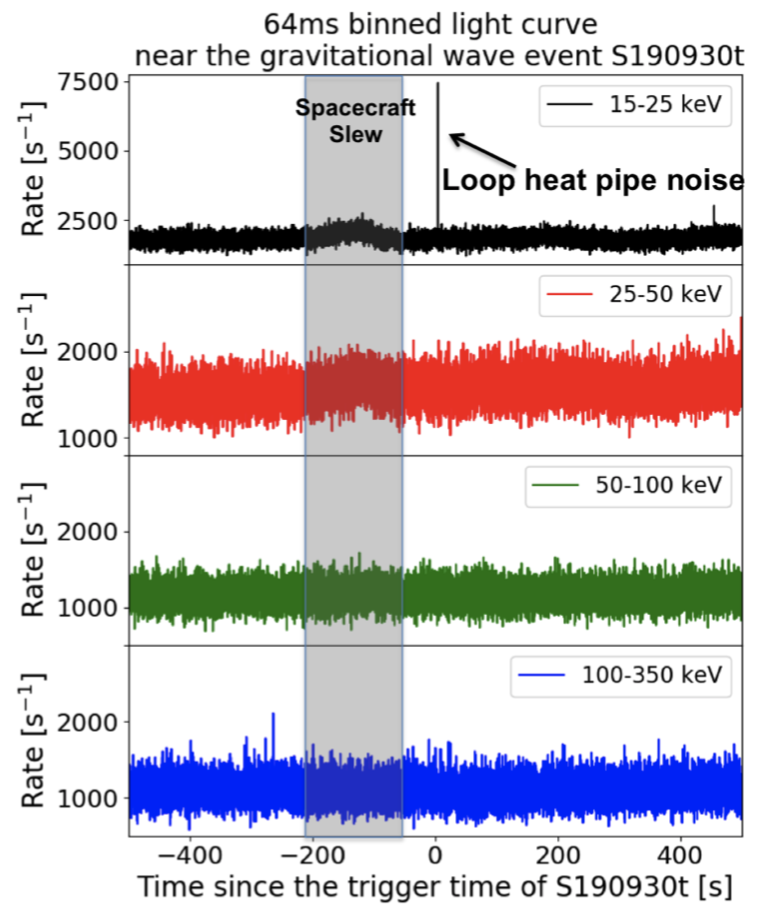 64ms binned light curve
near the gravitational wave event S190930t
7500
5000
2500
Rate [s⁻¹]
Spacecraft
Slew
15-25 keV
Loop heat pipe noise
2000
1000
Rate [s⁻¹]
25-50 keV
2000
1000
Rate [s⁻¹]
50-100 keV
2000
1000
Rate [s⁻¹]
100-350 keV
−400 −200 0 200 400
Time since the trigger time of S190930t [s]